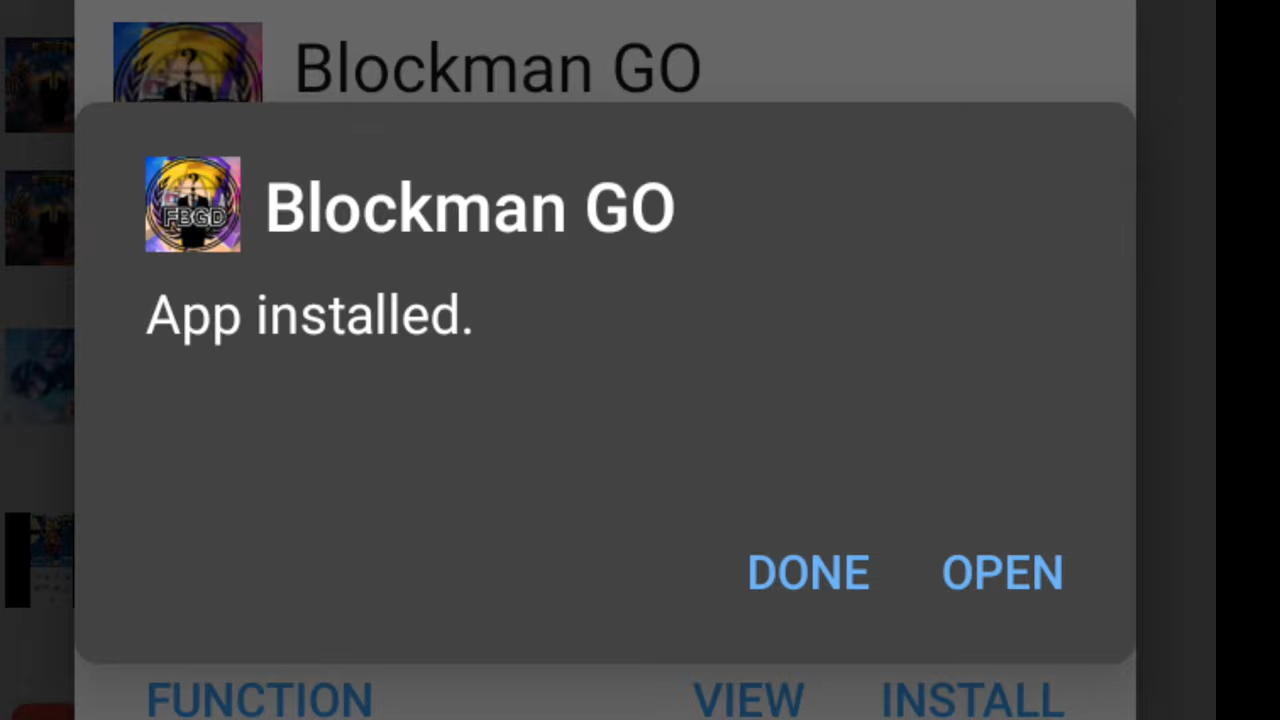 Blockman GO
FBGD
Blockman GO
App installed.
DONE OPEN
FUNCTION VIEW INSTALL